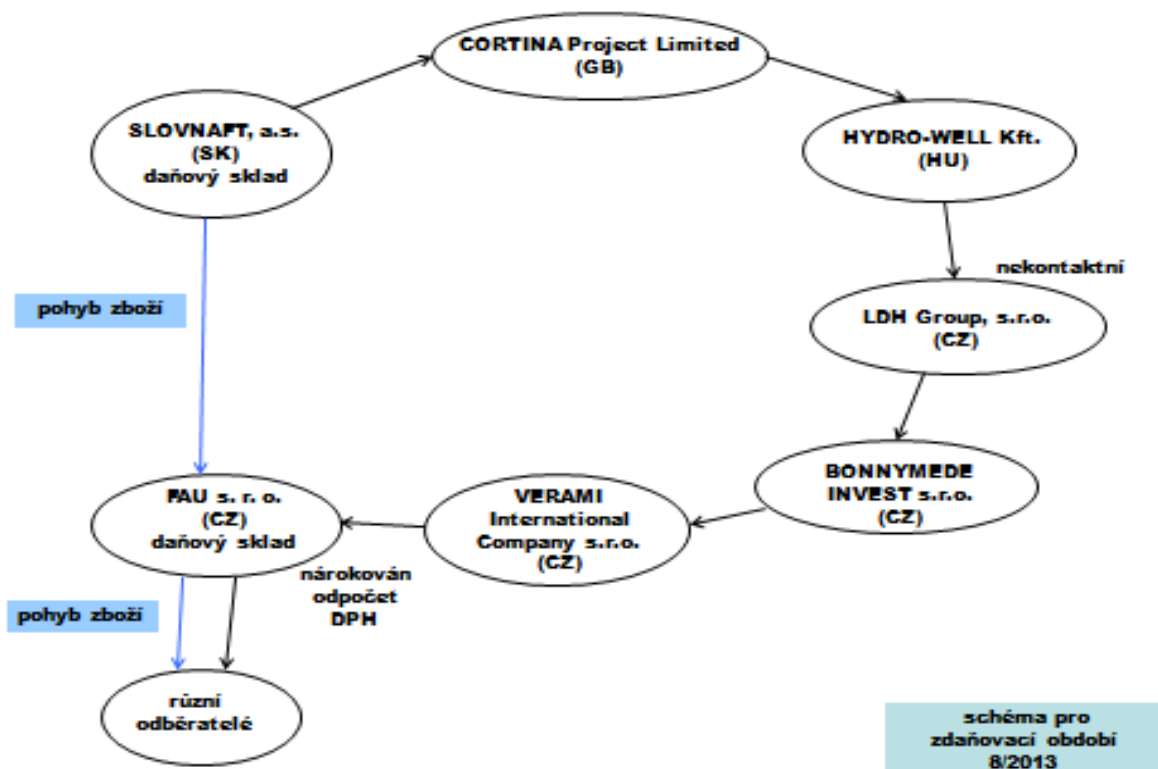 CORTINA Project Limited
(GB)
SLOVNAFT, a.s.
(SK)
daňový sklad
HYDRO-WELL Kft.
(HU)
nekontaktní
pohyb zboží
LDH Group, s.r.o.
(CZ)
BONNYMEDE
INVEST s.r.o.
(CZ)
VERAMI
International
Company s.r.o.
(CZ)
FAU s. r. o.
(CZ)
daňový sklad
nárokován
odpočet
DPH
pohyb zboží
různí
odběratelé
schéma pro
zdaňovací období
8/2013